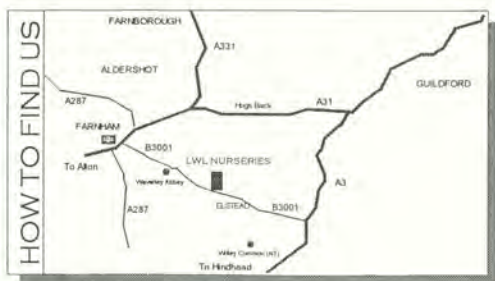 HOW TO FIND US
FARNBOROUGH
A331
ALDERSHOT
GUILDFORD
A287
Hogs Back
A31
FARNHAM
B3001
LWL NURSERIES
To Alton
Waverley Abbey
A3
ELSTEAD
B3001
A287
Witley Common (NT)
To Hindhead